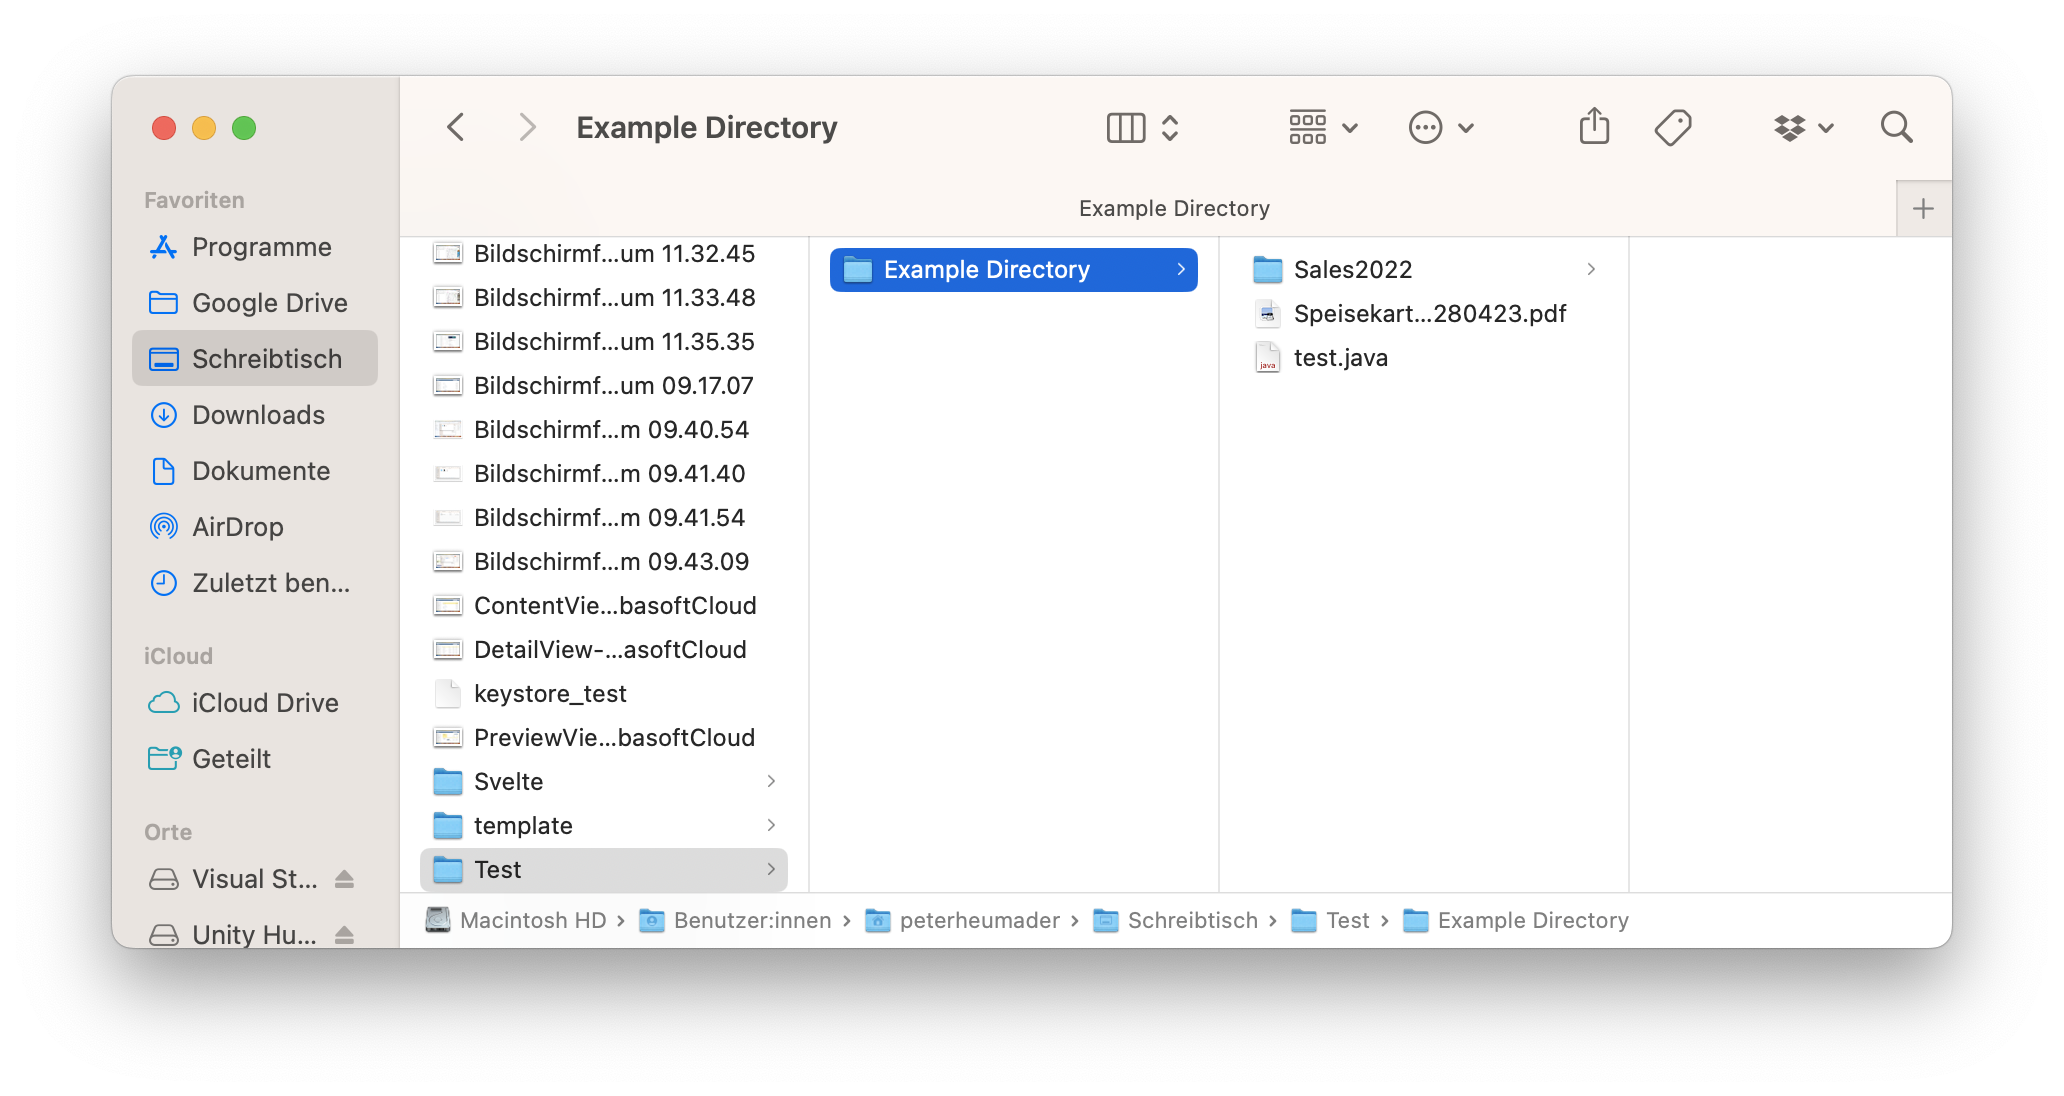 Example Directory
Example Directory
Favoriten
Programme
Google Drive
Schreibtisch
Downloads
Dokumente
AirDrop
Zuletzt ben...
iCloud
iCloud Drive
Geteilt
Orte
Visual St...
Unity Hu...
Bildschirmf...um 11.32.45
Bildschirmf...um 11.33.48
Bildschirmf...um 11.35.35
Bildschirmf...um 09.17.07
Bildschirmf...m 09.40.54
Bildschirmf...m 09.41.40
Bildschirmf...m 09.41.54
Bildschirmf...m 09.43.09
ContentVie...basoftCloud
DetailView-...asoftCloud
keystore_test
PreviewVie...basoftCloud
Svelte
template
Test
Example Directory
Sales2022
Speisekart...280423.pdf
java
test.java
Macintosh HD › Benutzer:innen › peterheumader › Schreibtisch › Test › Example Directory